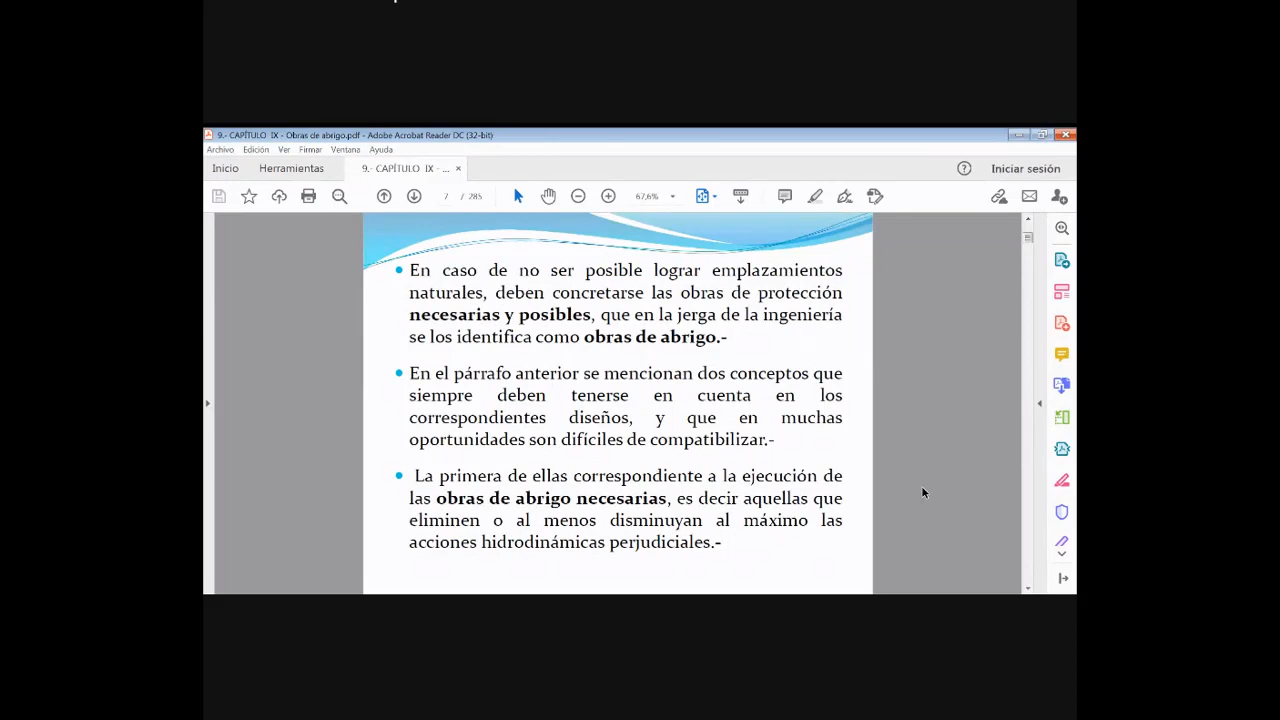 9.- CAPÍTULO IX - Obras de abrigo.pdf - Adobe Acrobat Reader DC (32-bit)
Archivo Edición Ver Firmar Ventana Ayuda
Inicio Herramientas 9.- CAPÍTULO IX - ... × Iniciar sesión
7 / 285 67,6%
• En caso de no ser posible lograr emplazamientos
naturales, deben concretarse las obras de protección
necesarias y posibles, que en la jerga de la ingeniería
se los identifica como obras de abrigo.-
• En el párrafo anterior se mencionan dos conceptos que
siempre deben tenerse en cuenta en los
correspondientes diseños, y que en muchas
oportunidades son difíciles de compatibilizar.-
• La primera de ellas correspondiente a la ejecución de
las obras de abrigo necesarias, es decir aquellas que
eliminen o al menos disminuyan al máximo las
acciones hidrodinámicas perjudiciales.-